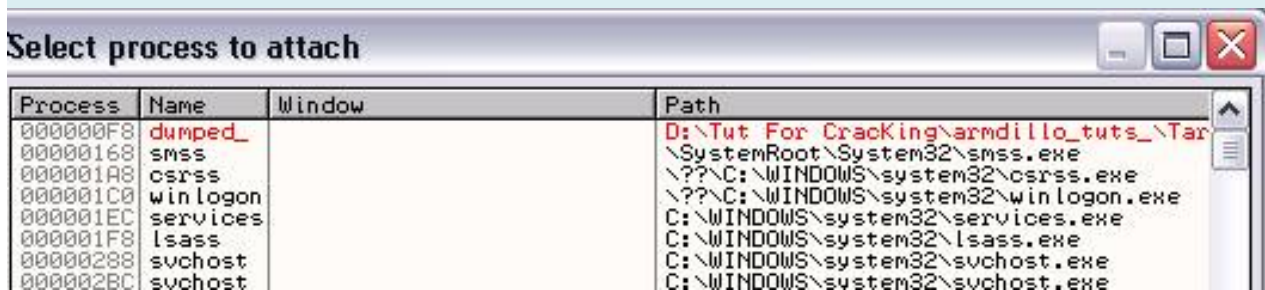 Select process to attach
Process Name Window Path
000000F8 dumped_ D:\Tut For CracKing\armdillo_tuts_\Tar
00000168 smss \SystemRoot\System32\smss.exe
000001A8 csrss \??\C:\WINDOWS\system32\csrss.exe
000001C0 winlogon \??\C:\WINDOWS\system32\winlogon.exe
000001EC services C:\WINDOWS\system32\services.exe
000001F8 lsass C:\WINDOWS\system32\lsass.exe
00000288 svchost C:\WINDOWS\system32\svchost.exe
000002BC svchost C:\WINDOWS\system32\svchost.exe